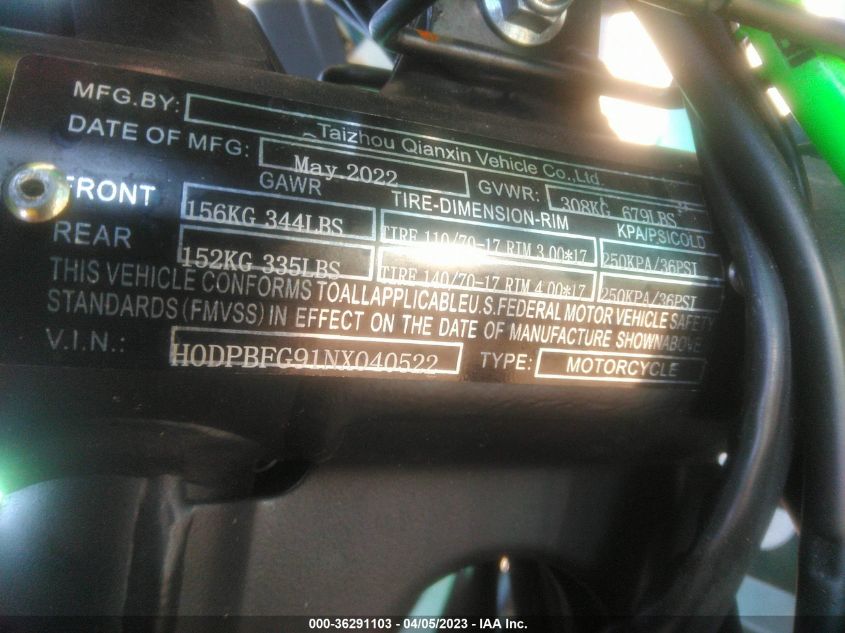 MFG.BY: Taizhou Qianxin Vehicle Co.,Ltd.
DATE OF MFG: May 2022 GVWR: 308KG 679LBS
GAWR TIRE-DIMENSION-RIM KPA/PSICOLD
FRONT 156KG 344LBS TIRE 110/70-17 RIM 3.00*17 250KPA/36PSI
REAR 152KG 335LBS TIRE 140/70-17 RIM 4.00*17 250KPA/36PSI
THIS VEHICLE CONFORMS TOALLAPPLICABLEU.S.FEDERAL MOTOR VEHICLE SAFETY
STANDARDS (FMVSS) IN EFFECT ON THE DATE OF MANUFACTURE SHOWNABOVE
V.I.N.: H0DPBFG91NX040522 TYPE: MOTORCYCLE
000-36291103 - 04/05/2023 - IAA Inc.